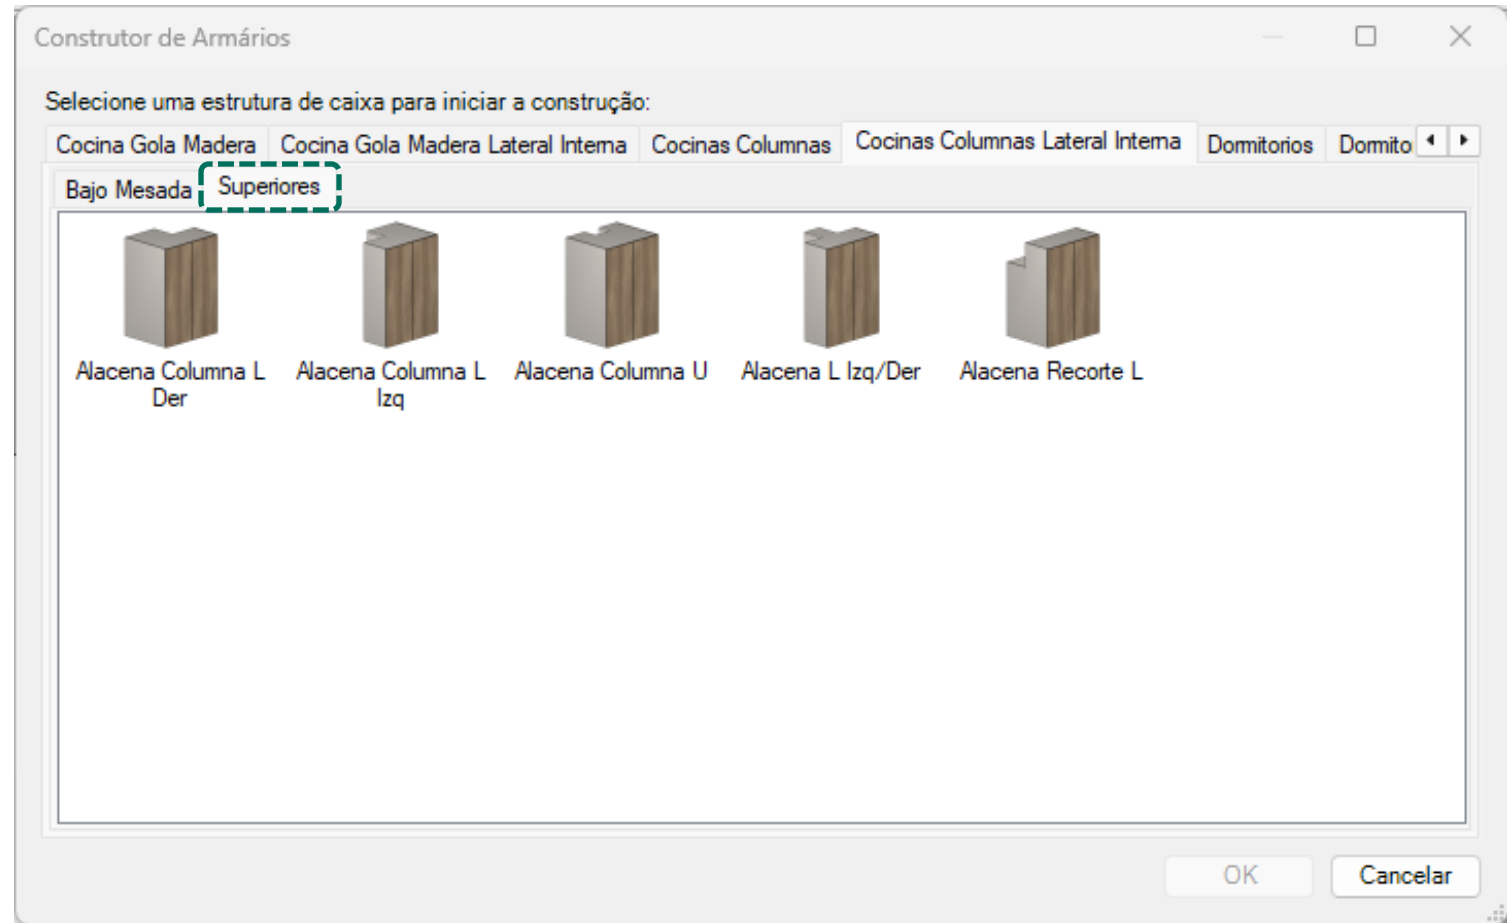 Construtor de Armários
Selecione uma estrutura de caixa para iniciar a construção:
Cocina Gola Madera Cocina Gola Madera Lateral Interna Cocinas Columnas Cocinas Columnas Lateral Interna Dormitorios Dormito
Bajo Mesada Superiores
Alacena Columna L Der
Alacena Columna L Izq
Alacena Columna U
Alacena L Izq/Der
Alacena Recorte L
OK Cancelar